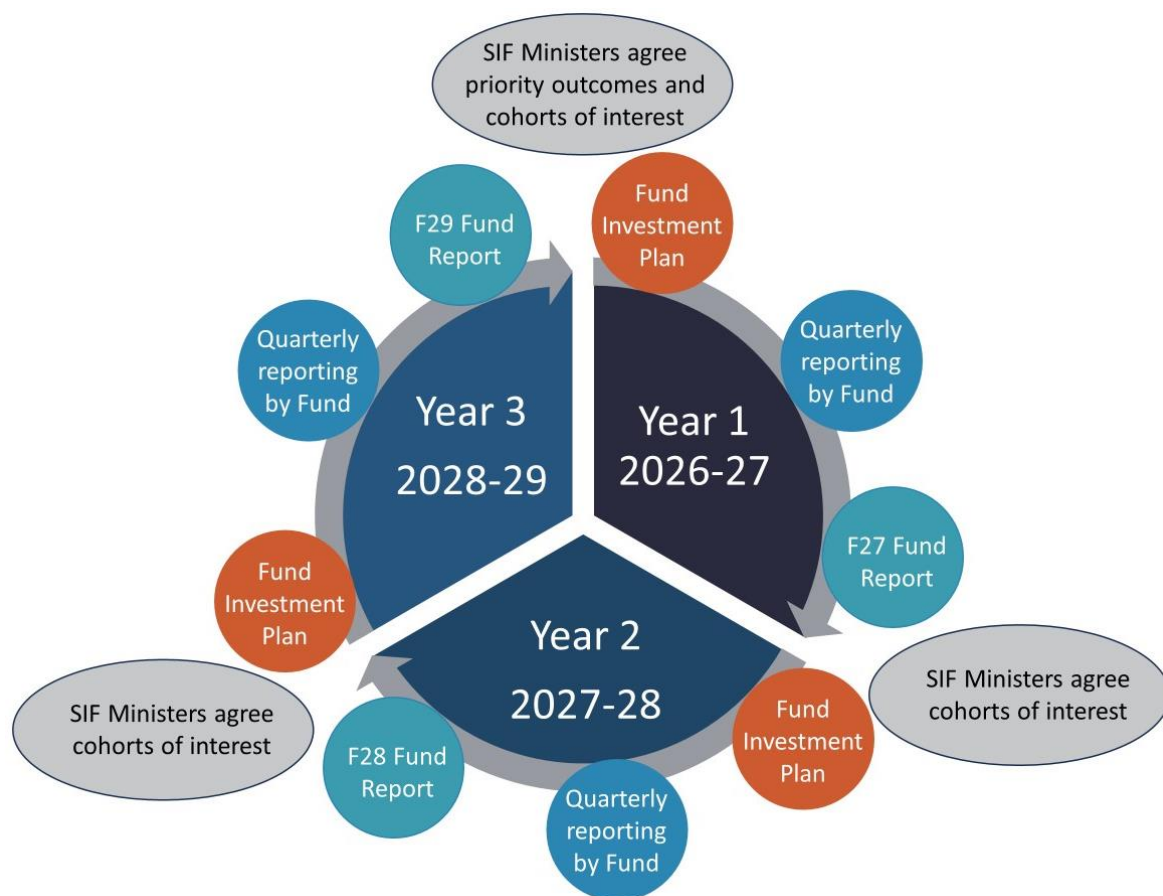 SIF Ministers agree
priority outcomes and
cohorts of interest
Fund
Investment
Plan
Quarterly
reporting
by Fund
F27 Fund
Report
Year 1
2026-27
SIF Ministers agree
cohorts of interest
Fund
Investment
Plan
Quarterly
reporting
by Fund
F28 Fund
Report
Year 2
2027-28
SIF Ministers agree
cohorts of interest
Fund
Investment
Plan
Quarterly
reporting
by Fund
F29 Fund
Report
Year 3
2028-29